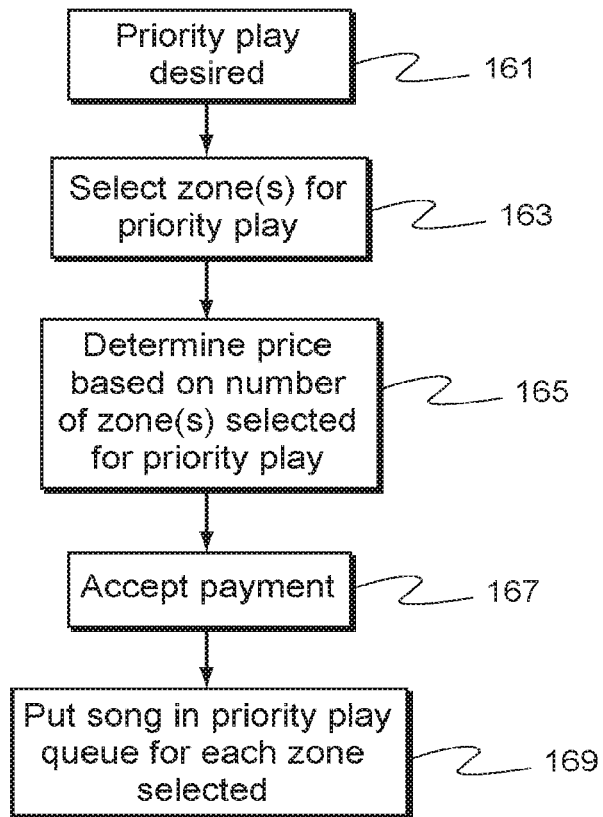 Priority play
desired
161
Select zone(s) for
priority play
163
Determine price
based on number
of zone(s) selected
for priority play
165
Accept payment
167
Put song in priority play
queue for each zone
selected
169